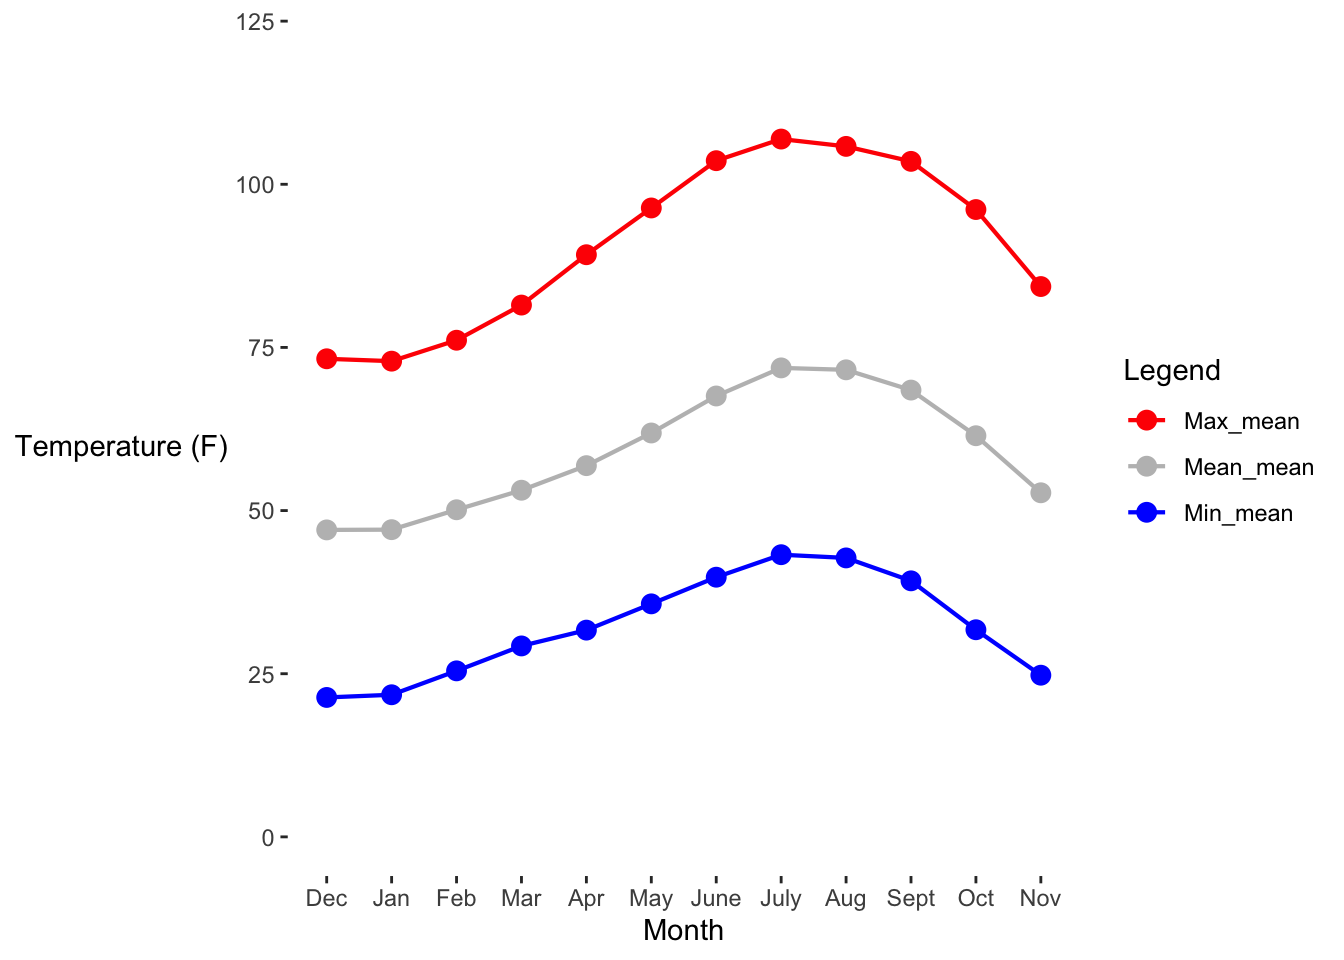 125
100
75
50
25
0
Temperature (F)
Dec Jan Feb Mar Apr May June July Aug Sept Oct Nov
Month
Legend
Max_mean
Mean_mean
Min_mean